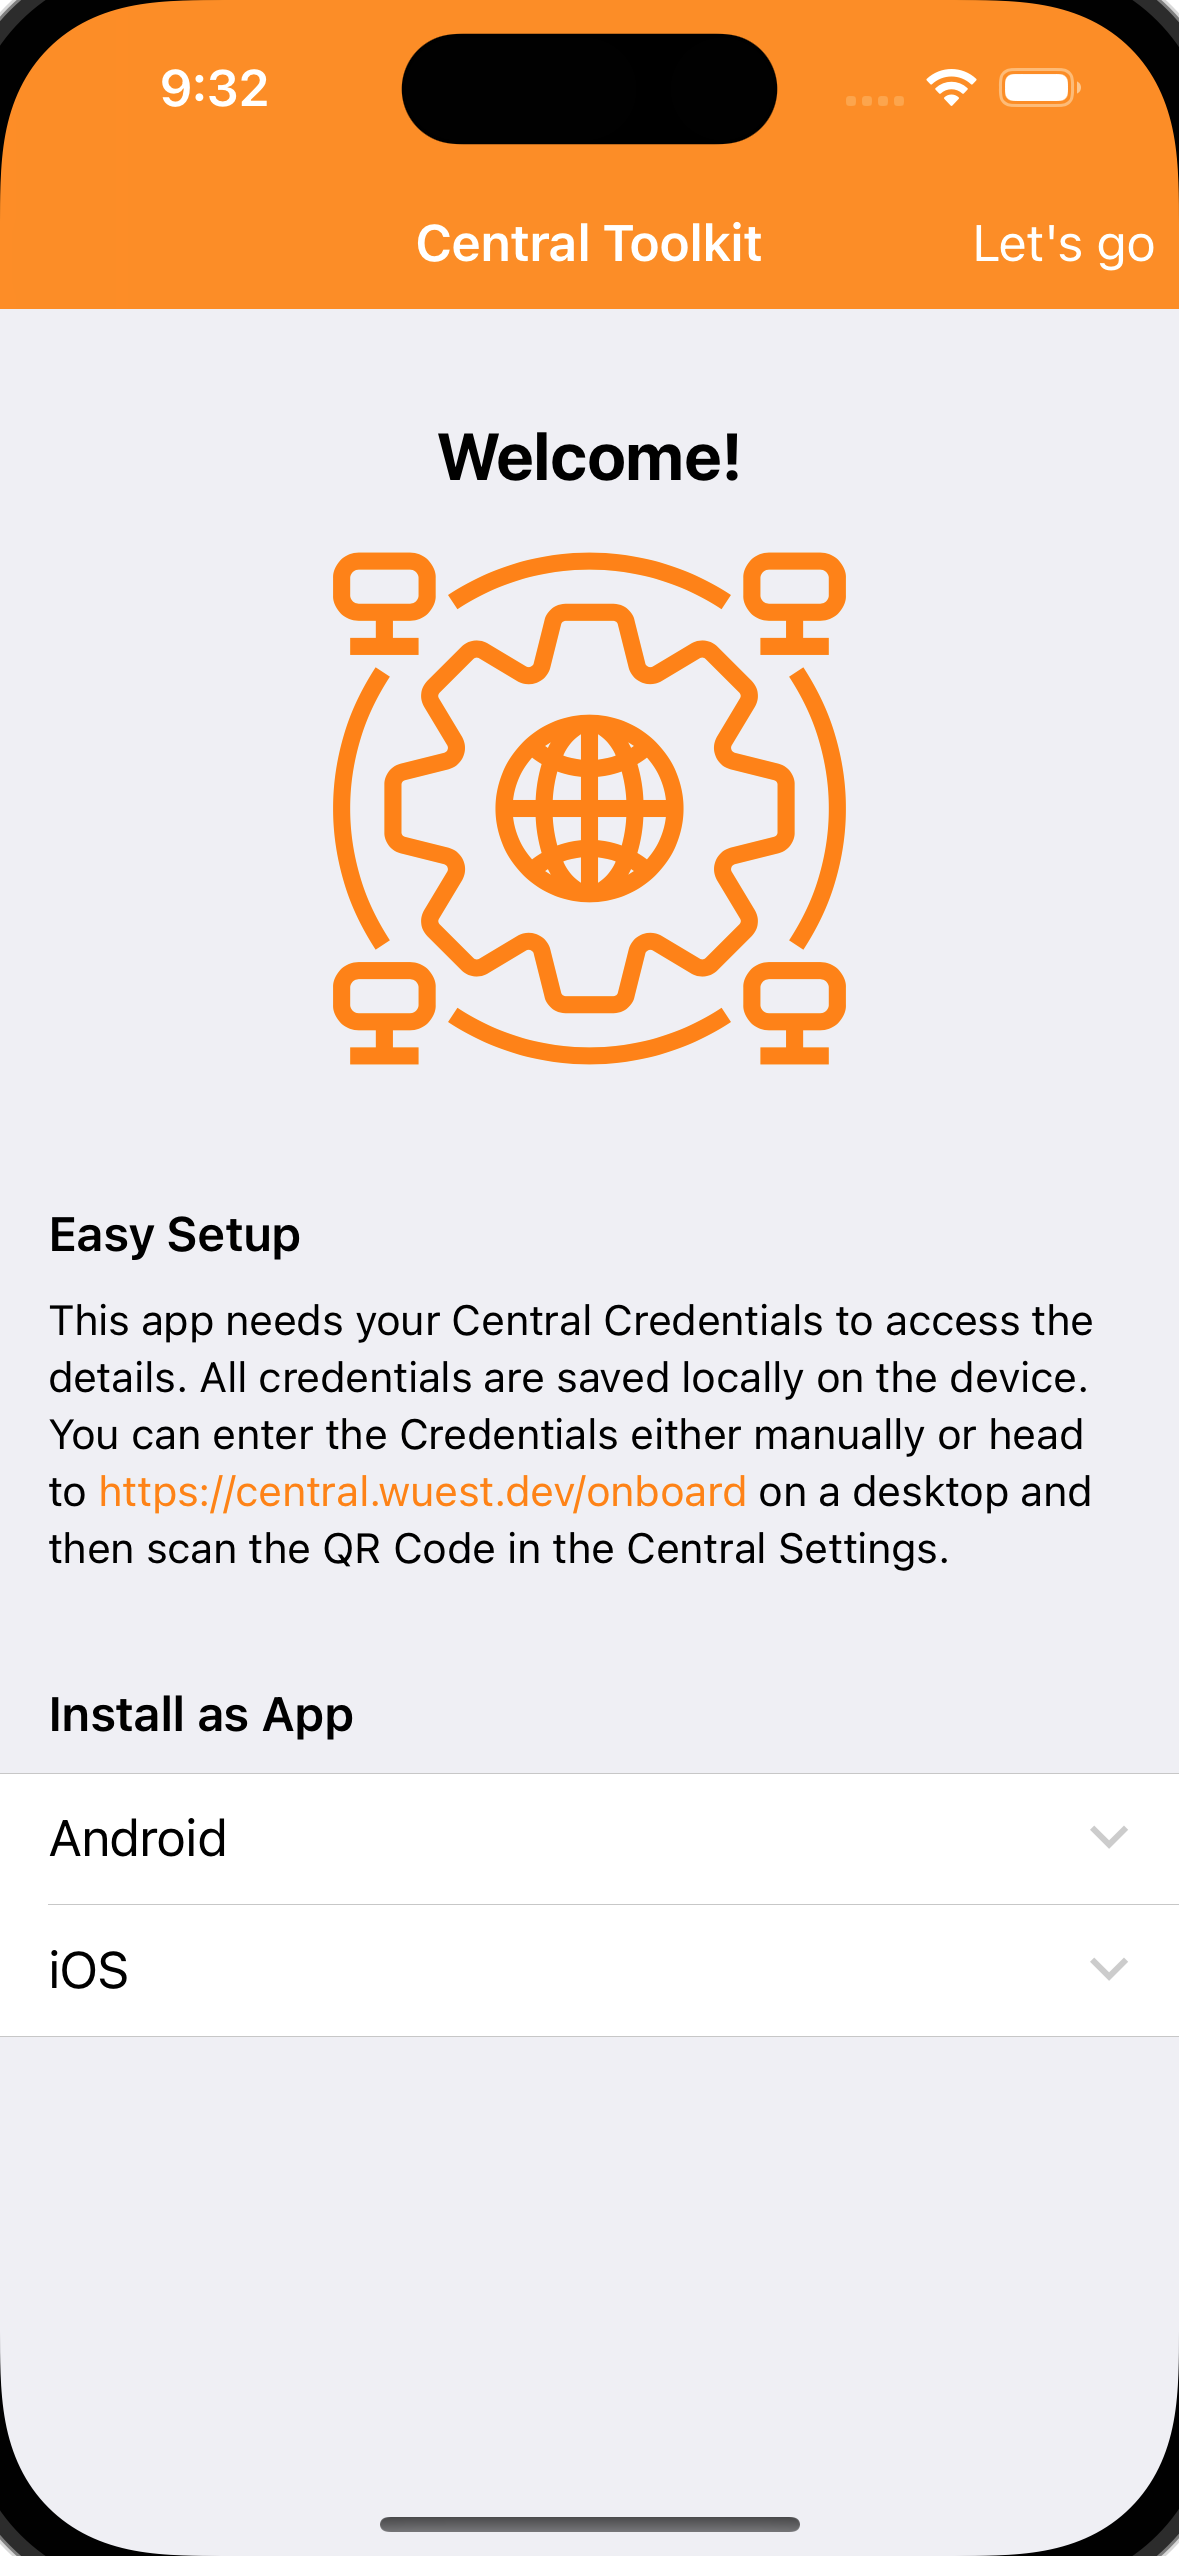 9:32
Central Toolkit
Let's go
Welcome!
Easy Setup
This app needs your Central Credentials to access the
details. All credentials are saved locally on the device.
You can enter the Credentials either manually or head
to https://central.wuest.dev/onboard on a desktop and
then scan the QR Code in the Central Settings.
Install as App
Android
iOS